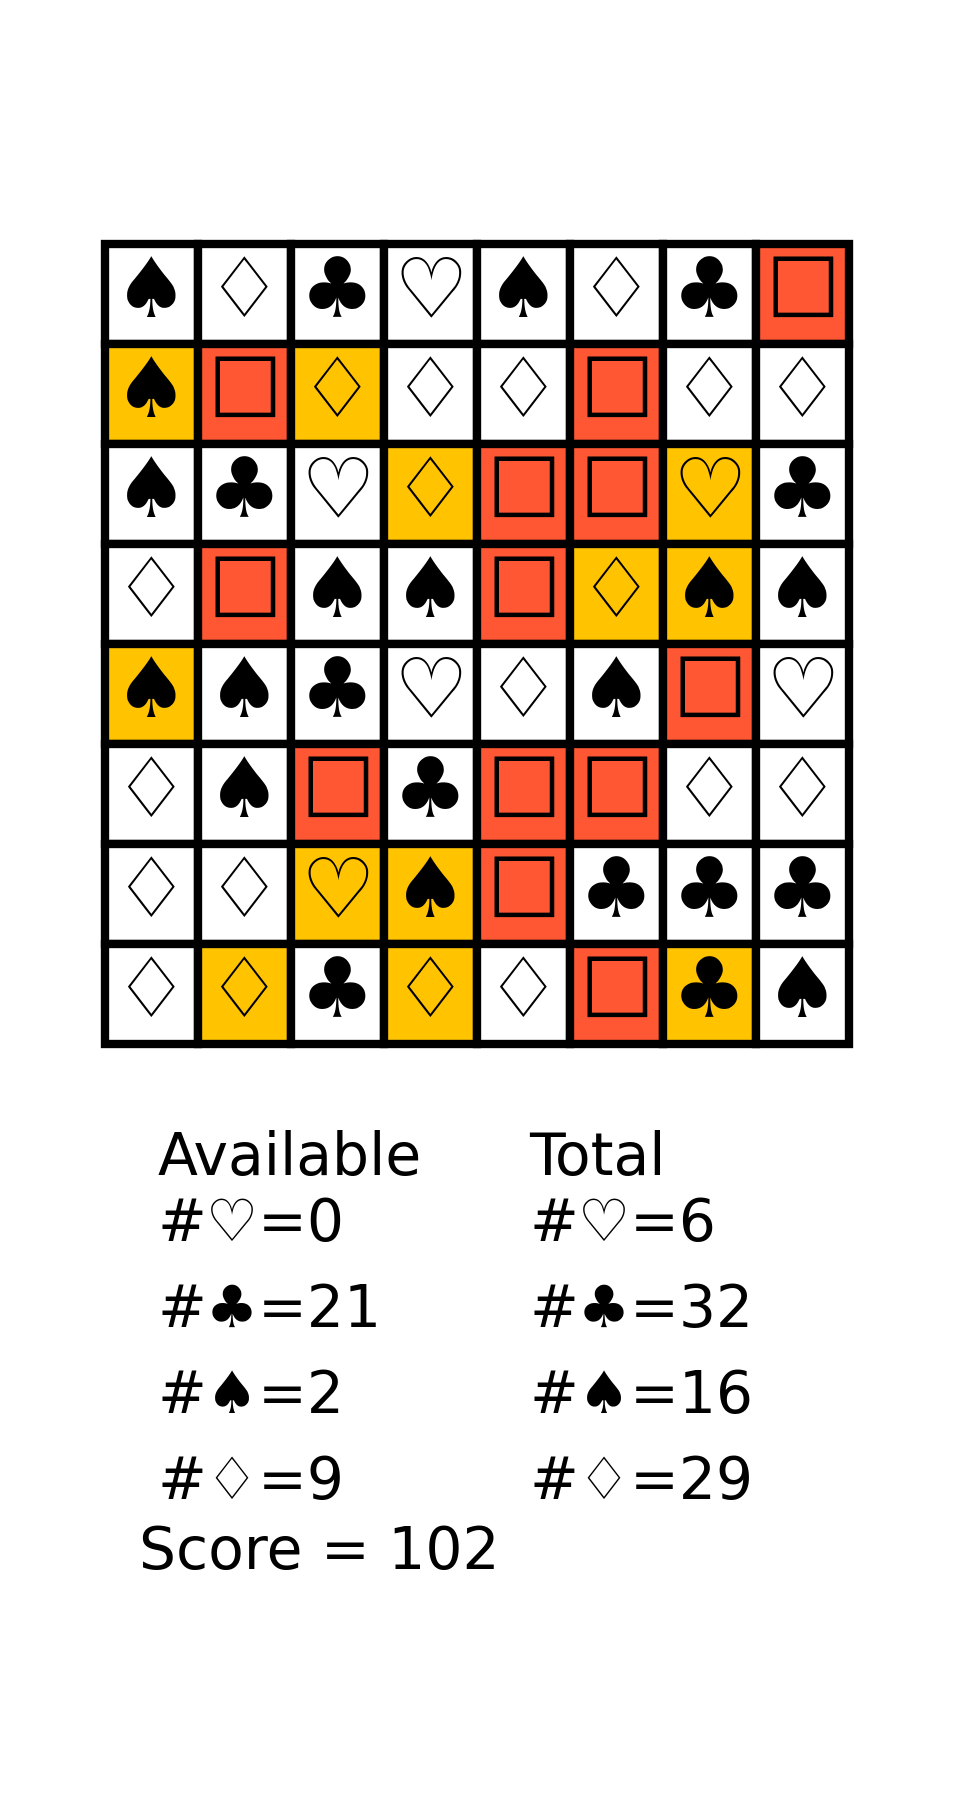 ♠ ♢ ♣ ♡ ♠ ♢ ♣ □
♠ □ ♢ ♢ ♢ □ ♢ ♢
♠ ♣ ♡ ♢ □ □ ♡ ♣
♢ □ ♠ ♠ □ ♢ ♠ ♠
♠ ♠ ♣ ♡ ♢ ♠ □ ♡
♢ ♠ □ ♣ □ □ ♢ ♢
♢ ♢ ♡ ♠ □ ♣ ♣ ♣
♢ ♢ ♣ ♢ ♢ □ ♣ ♠
Available Total
#♡=0 #♡=6
#♣=21 #♣=32
#♠=2 #♠=16
#♢=9 #♢=29
Score = 102